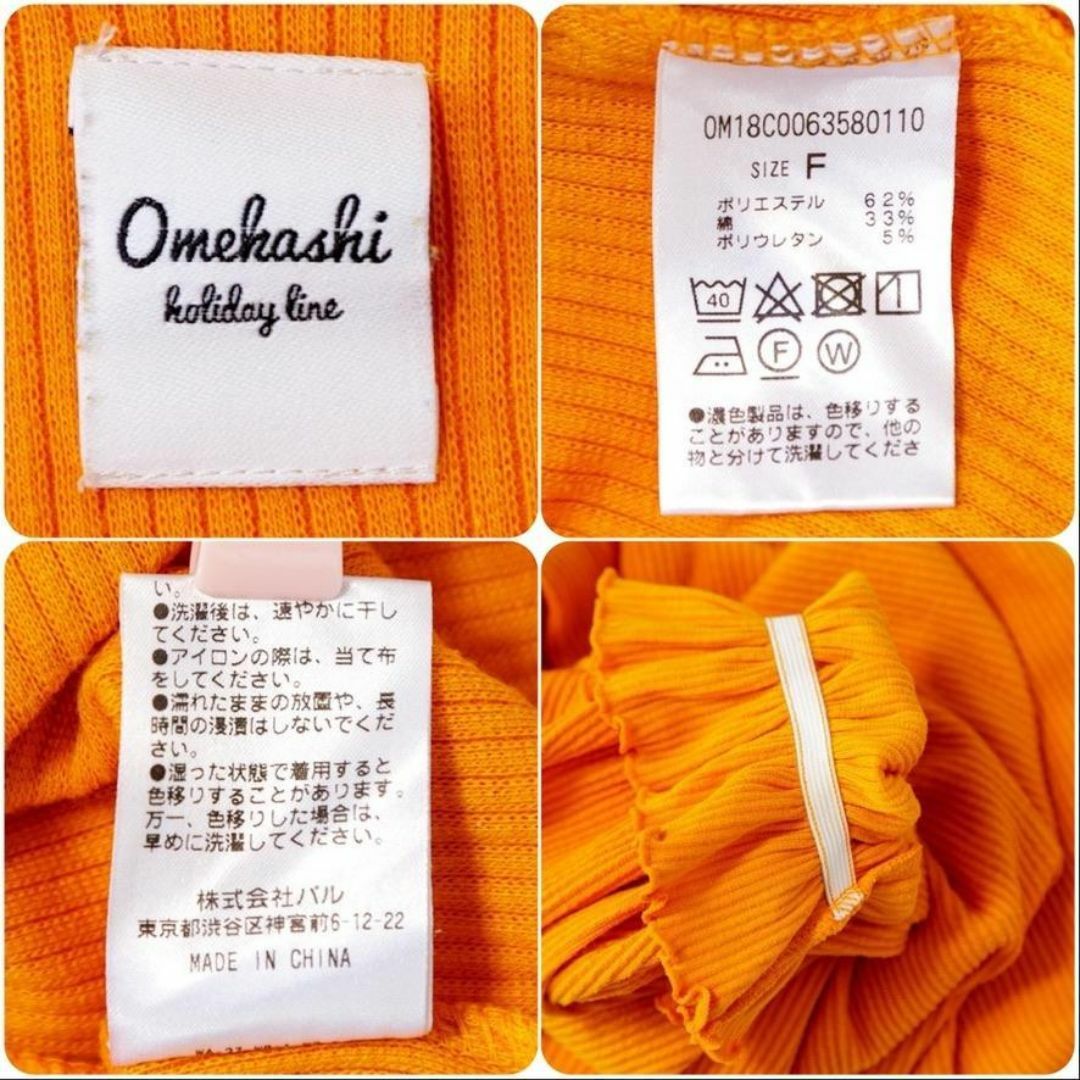 Omekashi
holiday line
OM18C0063580110
SIZE F
ポリエステル 62%
綿 33%
ポリウレタン 5%
40
F
W
●濃色製品は、色移りする
ことがありますので、他の
物と分けて洗濯してくださ
い。
●洗濯後は、速やかに干し
てください。
●アイロンの際は、当て布
をしてください。
●濡れたままの放置や、長
時間の浸漬はしないでくだ
さい。
●湿った状態で着用すると
色移りすることがあります。
万一、色移りした場合は、
早めに洗濯してください。
株式会社パル
東京都渋谷区神宮前6-12-22
MADE IN CHINA